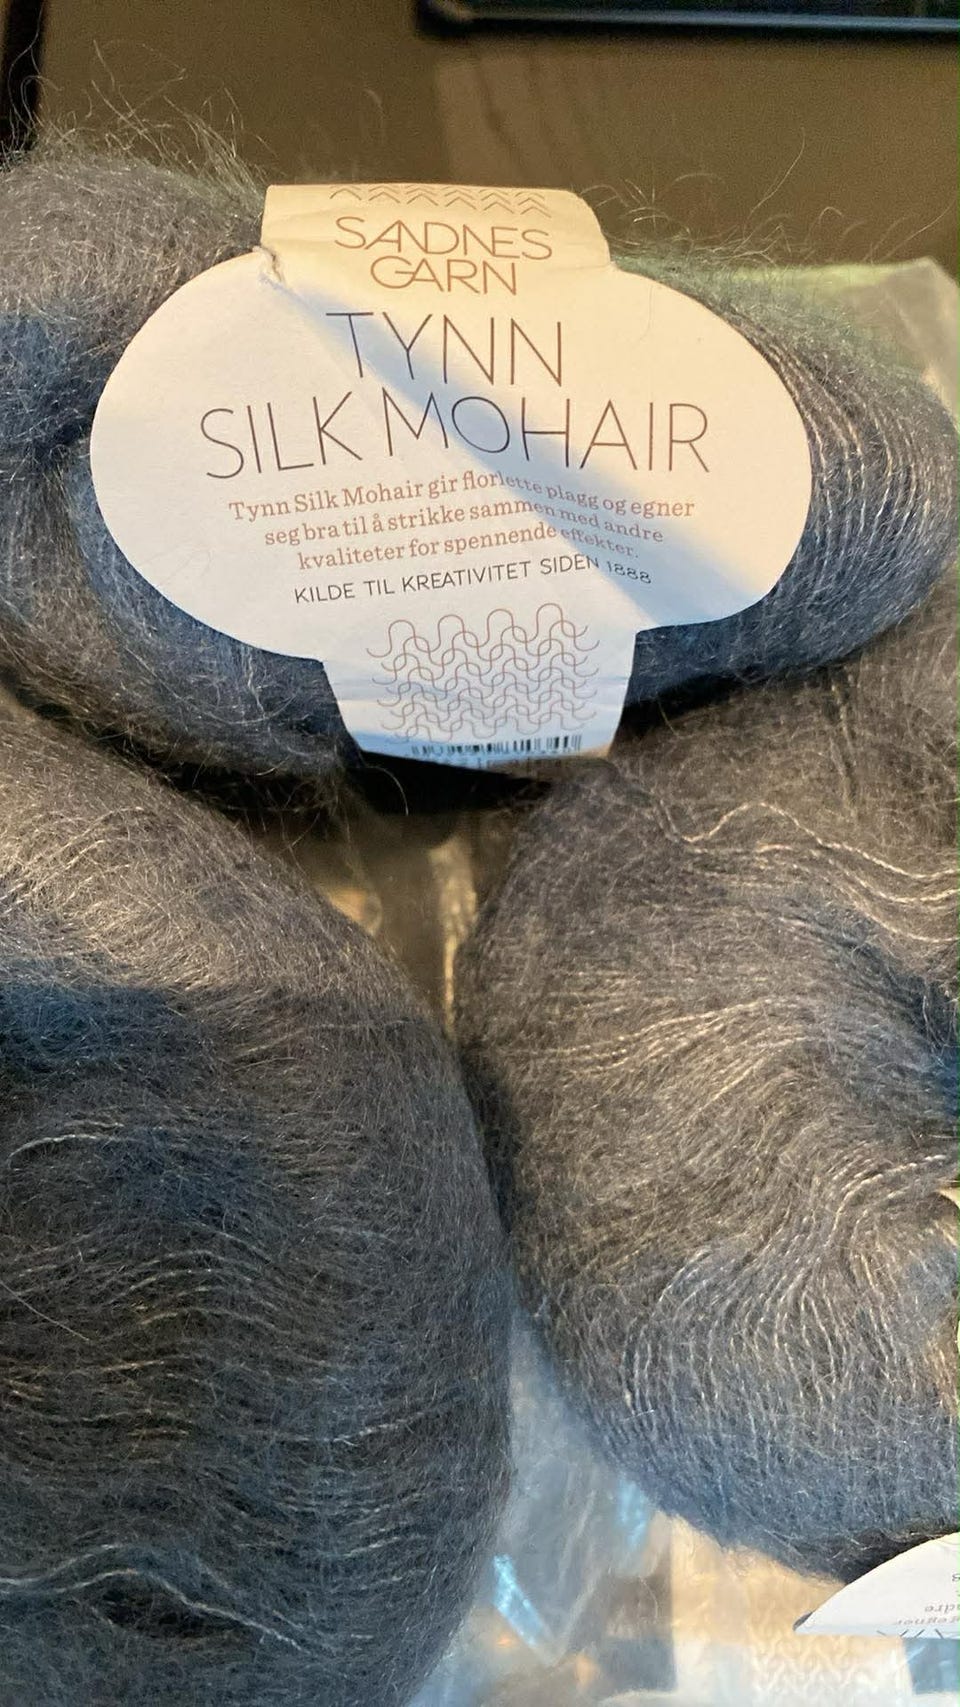 SANDNES
GARN
TYNN
SILK MOHAIR
Tynn Silk Mohair gir florlette plagg og egner
seg bra til å strikke sammen med andre
kvaliteter for spennende effekter.
KILDE TIL KREATIVITET SIDEN 1888